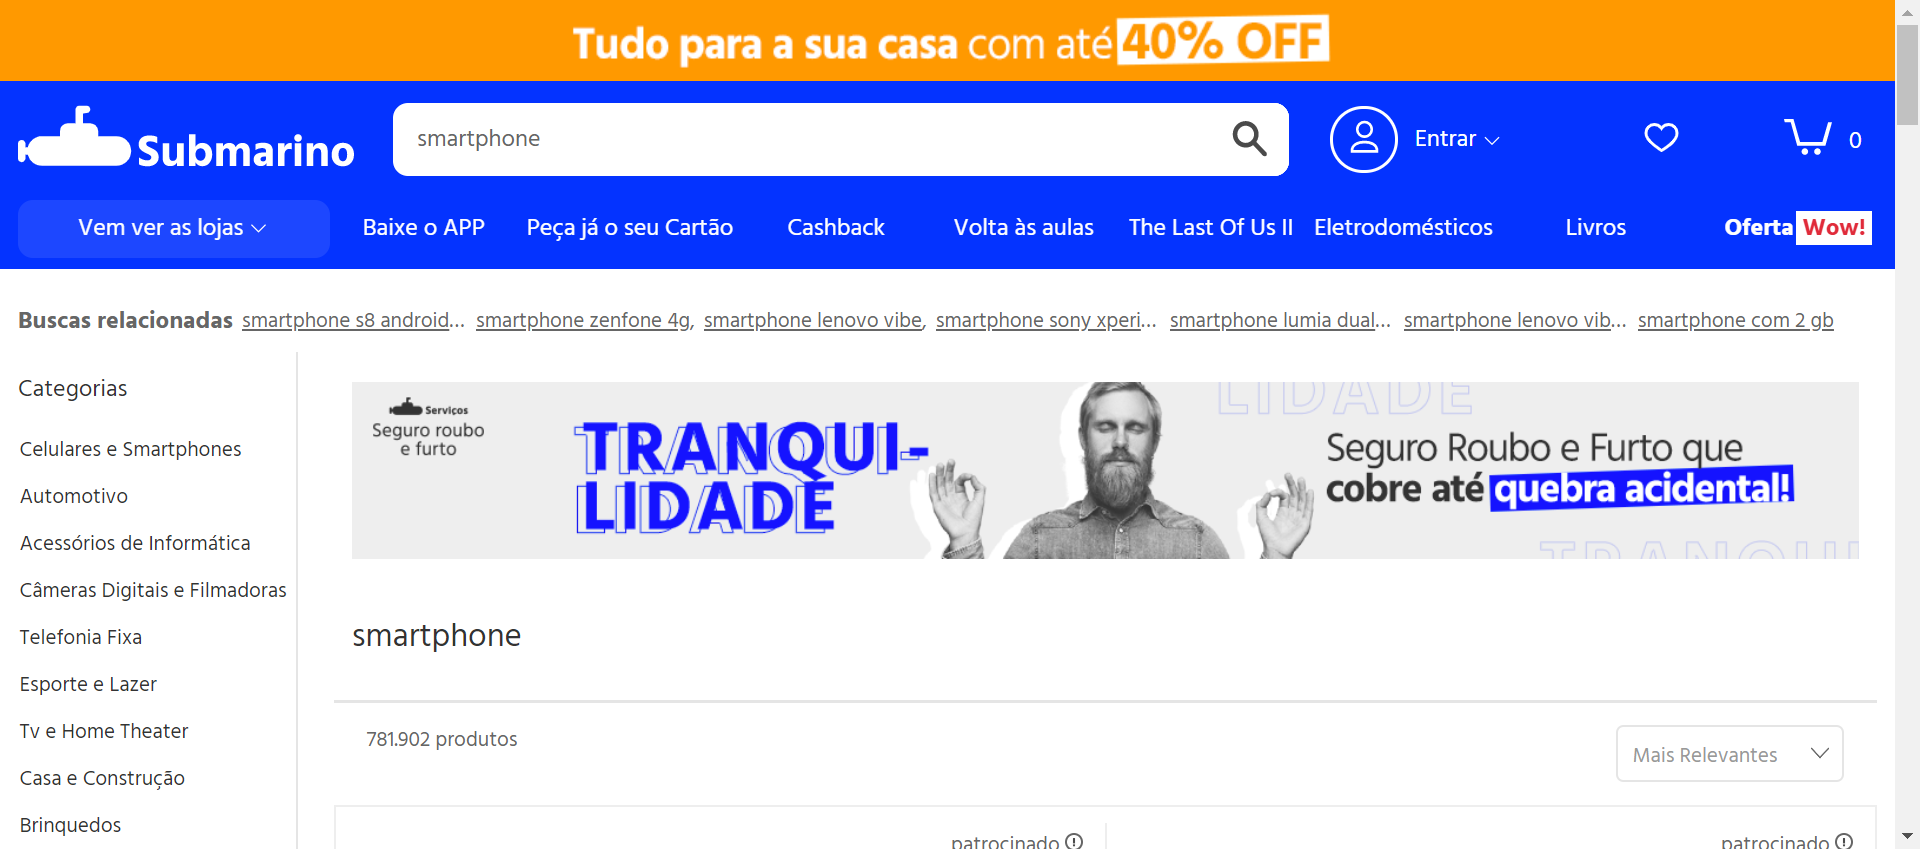 Tudo para a sua casa com até 40% OFF
Submarino
smartphone
Entrar
0
Vem ver as lojas
Baixe o APP
Peça já o seu Cartão
Cashback
Volta às aulas
The Last Of Us II
Eletrodomésticos
Livros
Oferta Wow!
Buscas relacionadas smartphone s8 android... smartphone zenfone 4g, smartphone lenovo vibe, smartphone sony xperi... smartphone lumia dual... smartphone lenovo vib... smartphone com 2 gb
Categorias
Celulares e Smartphones
Automotivo
Acessórios de Informática
Câmeras Digitais e Filmadoras
Telefonia Fixa
Esporte e Lazer
Tv e Home Theater
Casa e Construção
Brinquedos
Serviços
Seguro roubo
e furto
TRANQUI-
LIDADE
LIDADE
Seguro Roubo e Furto que
cobre até quebra acidental!
TRANQUI
smartphone
781.902 produtos
Mais Relevantes
patrocinado
patrocinado